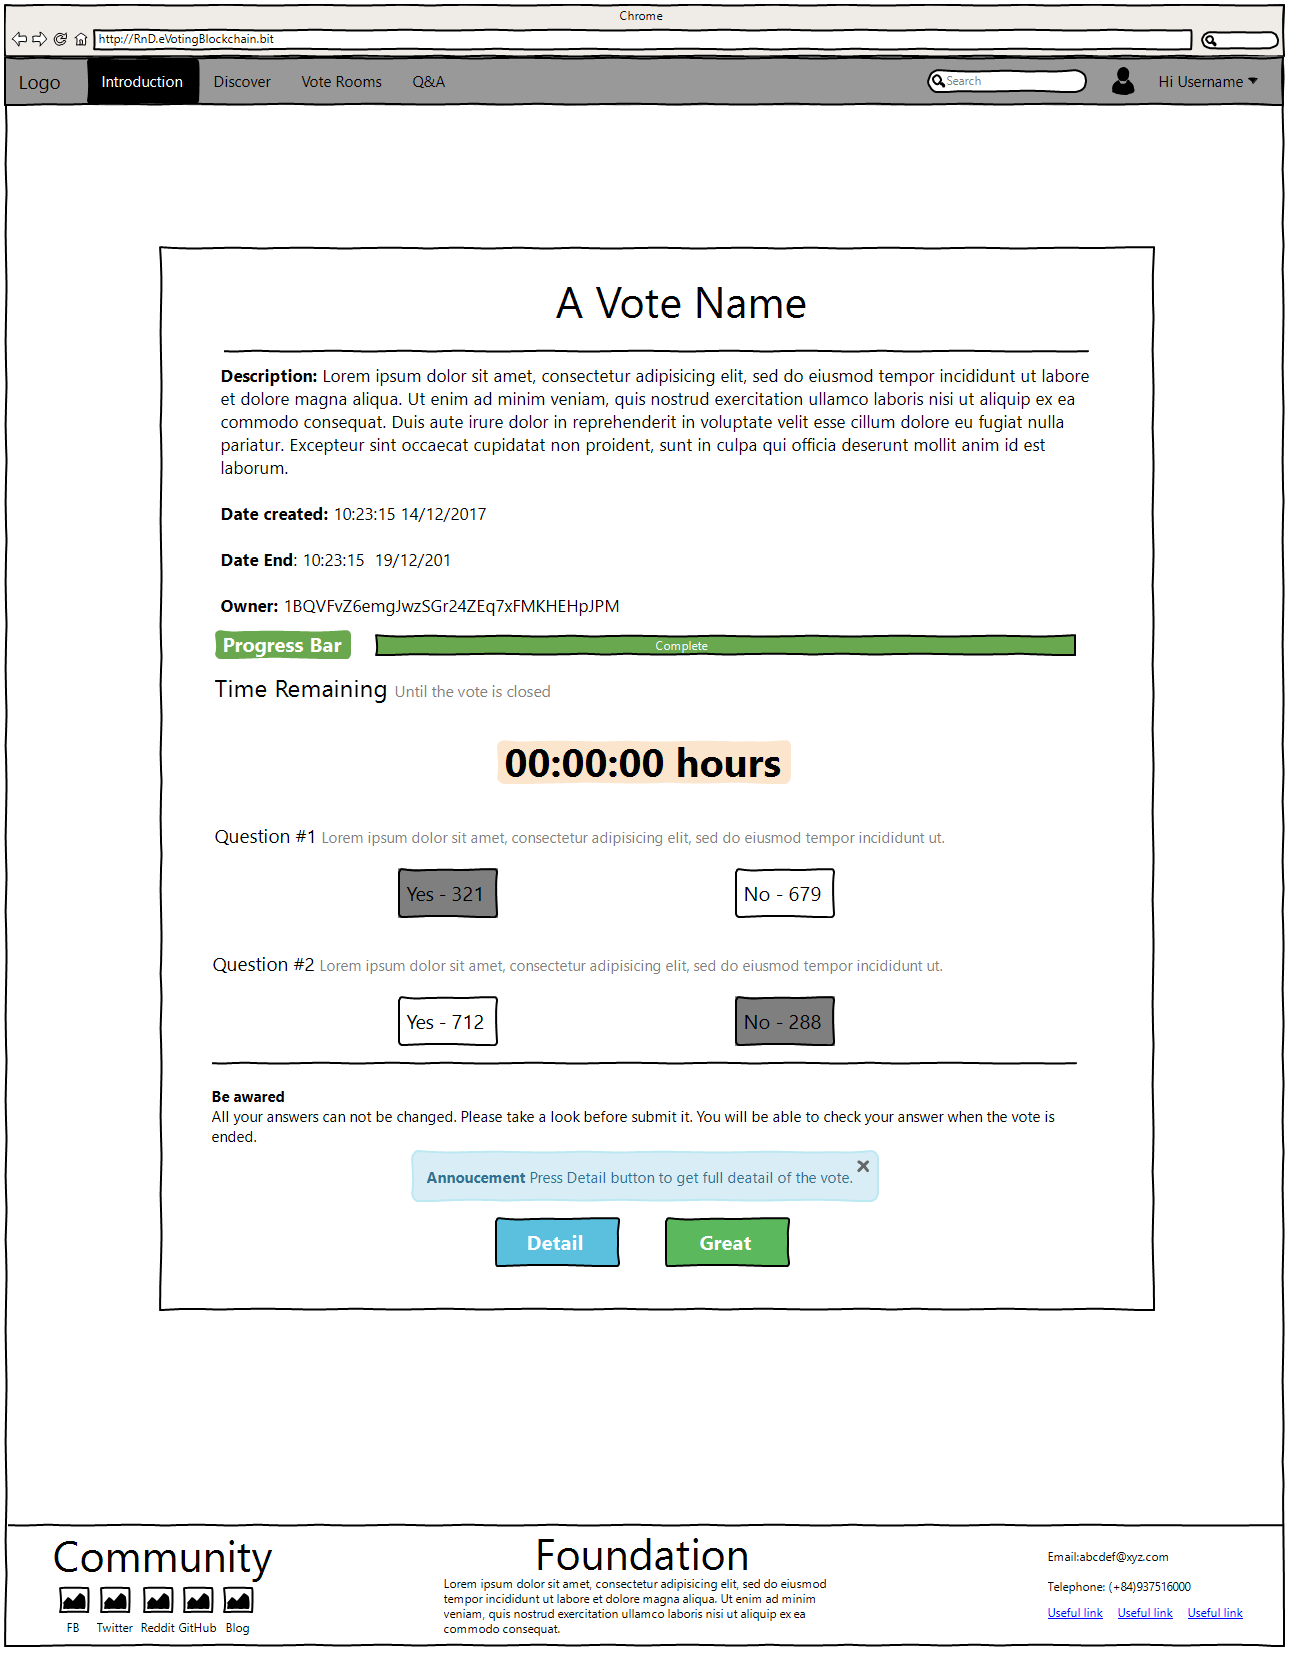 Chrome
http://RnD.eVotingBlockchain.bit
Logo Introduction Discover Vote Rooms Q&A Search Hi Username
A Vote Name
Description: Lorem ipsum dolor sit amet, consectetur adipisicing elit, sed do eiusmod tempor incididunt ut labore
et dolore magna aliqua. Ut enim ad minim veniam, quis nostrud exercitation ullamco laboris nisi ut aliquip ex ea
commodo consequat. Duis aute irure dolor in reprehenderit in voluptate velit esse cillum dolore eu fugiat nulla
pariatur. Excepteur sint occaecat cupidatat non proident, sunt in culpa qui officia deserunt mollit anim id est
laborum.
Date created: 10:23:15 14/12/2017
Date End: 10:23:15 19/12/201
Owner: 1BQVFvZ6emgJwzSGr24ZEq7xFMKHEHpJPM
Progress Bar Complete
Time Remaining Until the vote is closed
00:00:00 hours
Question #1 Lorem ipsum dolor sit amet, consectetur adipisicing elit, sed do eiusmod tempor incididunt ut.
Yes - 321 No - 679
Question #2 Lorem ipsum dolor sit amet, consectetur adipisicing elit, sed do eiusmod tempor incididunt ut.
Yes - 712 No - 288
Be awared
All your answers can not be changed. Please take a look before submit it. You will be able to check your answer when the vote is
ended.
Annoucement Press Detail button to get full deatail of the vote.
Detail Great
Community
FB Twitter Reddit GitHub Blog
Foundation
Lorem ipsum dolor sit amet, consectetur adipisicing elit, sed do eiusmod
tempor incididunt ut labore et dolore magna aliqua. Ut enim ad minim
veniam, quis nostrud exercitation ullamco laboris nisi ut aliquip ex ea
commodo consequat.
Email:abcdef@xyz.com
Telephone: (+84)937516000
Useful link Useful link Useful link